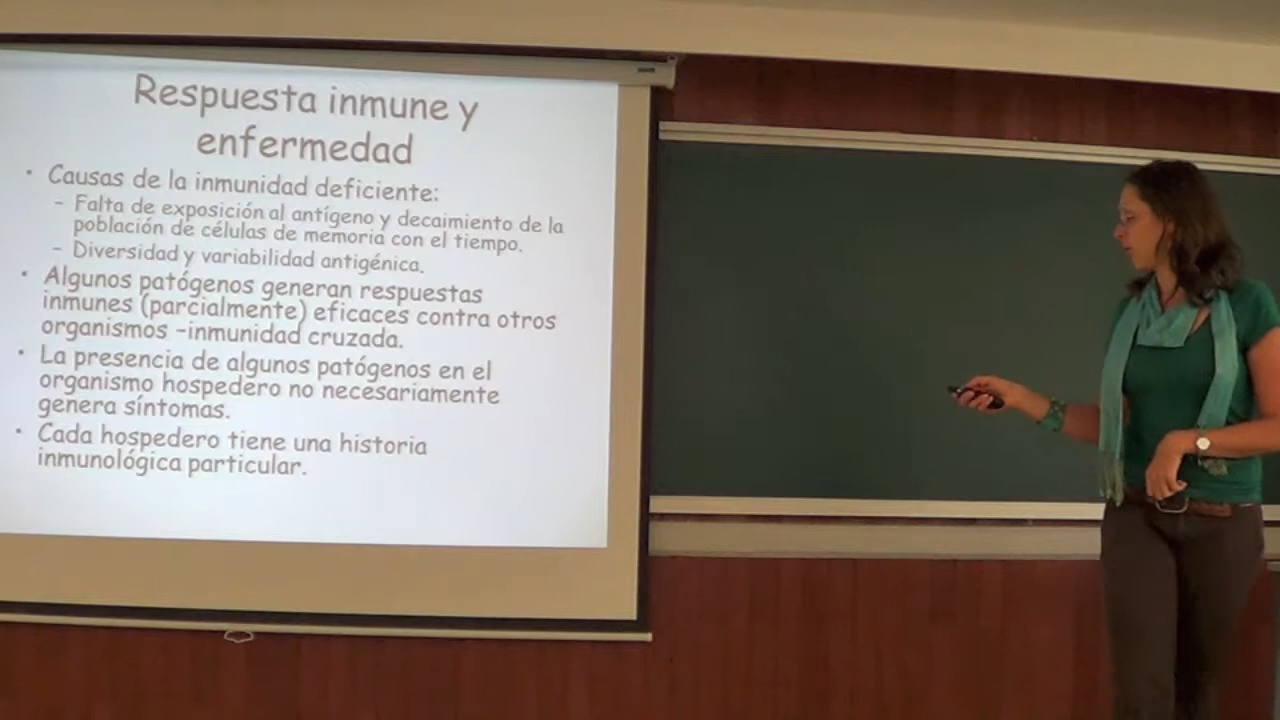 Respuesta inmune y
enfermedad
• Causas de la inmunidad deficiente:
– Falta de exposición al antígeno y decaimiento de la
población de células de memoria con el tiempo.
– Diversidad y variabilidad antigénica.
• Algunos patógenos generan respuestas
inmunes (parcialmente) eficaces contra otros
organismos –inmunidad cruzada.
• La presencia de algunos patógenos en el
organismo hospedero no necesariamente
genera síntomas.
• Cada hospedero tiene una historia
inmunológica particular.